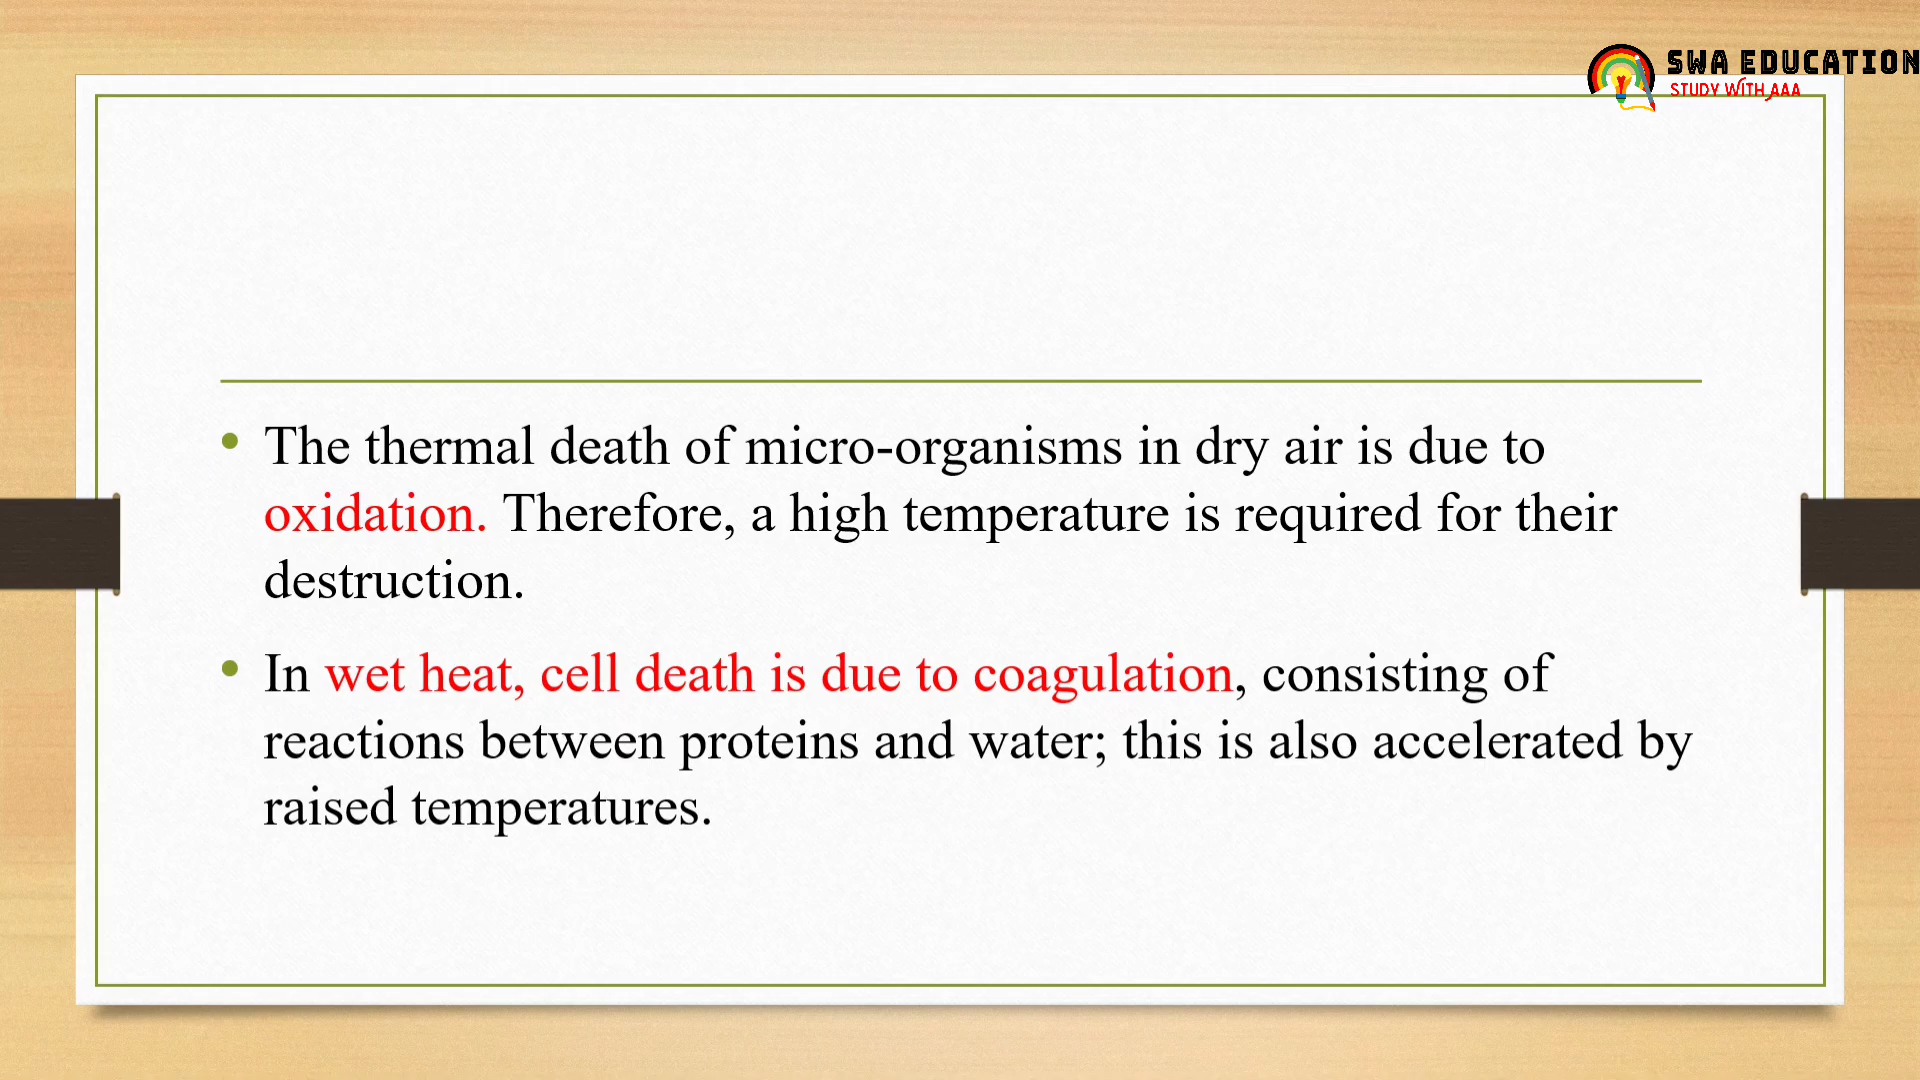 SWA EDUCATION
STUDY WITH AAA
• The thermal death of micro-organisms in dry air is due to
oxidation. Therefore, a high temperature is required for their
destruction.
• In wet heat, cell death is due to coagulation, consisting of
reactions between proteins and water; this is also accelerated by
raised temperatures.